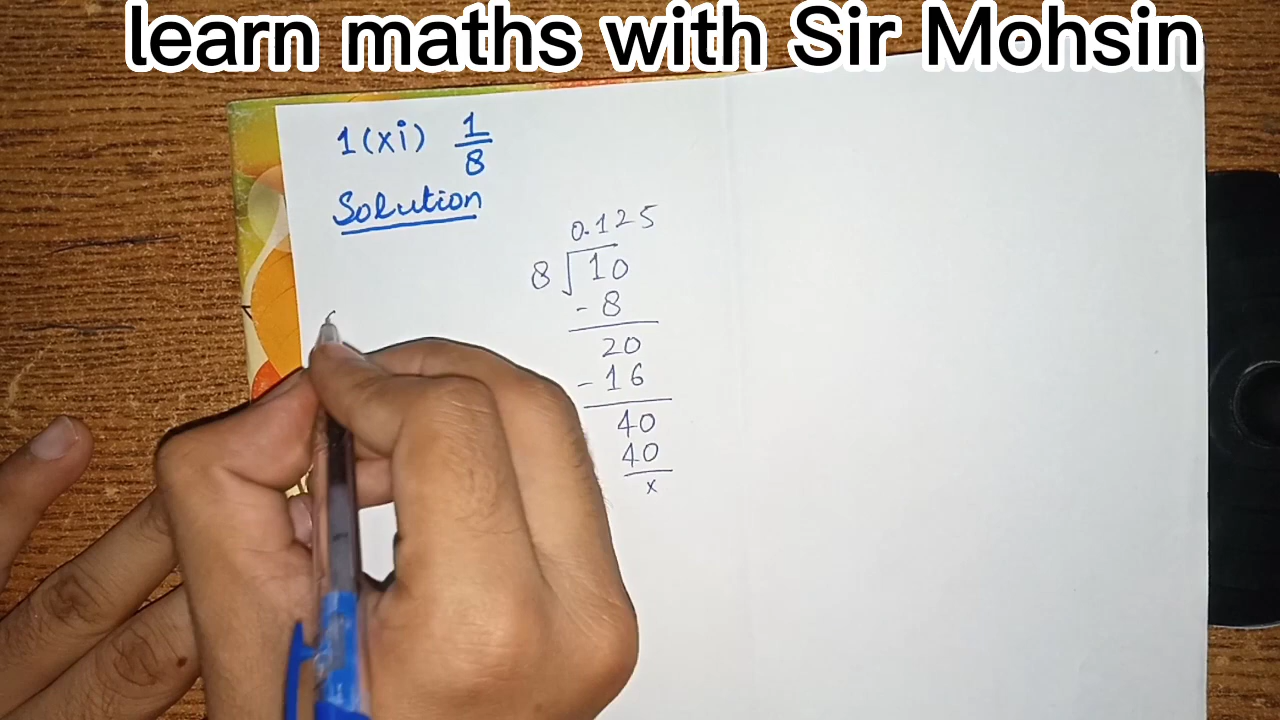 learn maths with Sir Mohsin
1(xi) 1/8
Solution
0.125
8 √10
- 8
20
- 16
40
40
x